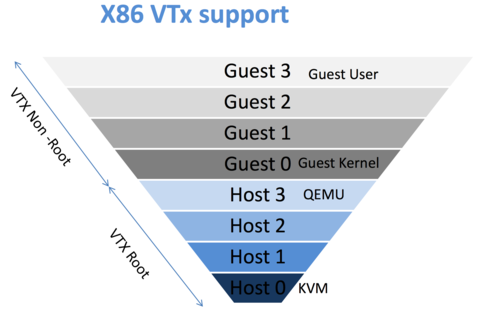 X86 VTx support
Guest 3 Guest User
Guest 2
Guest 1
Guest 0 Guest Kernel
Host 3 QEMU
Host 2
Host 1
Host 0 KVM
VTX Non -Root
VTX Root